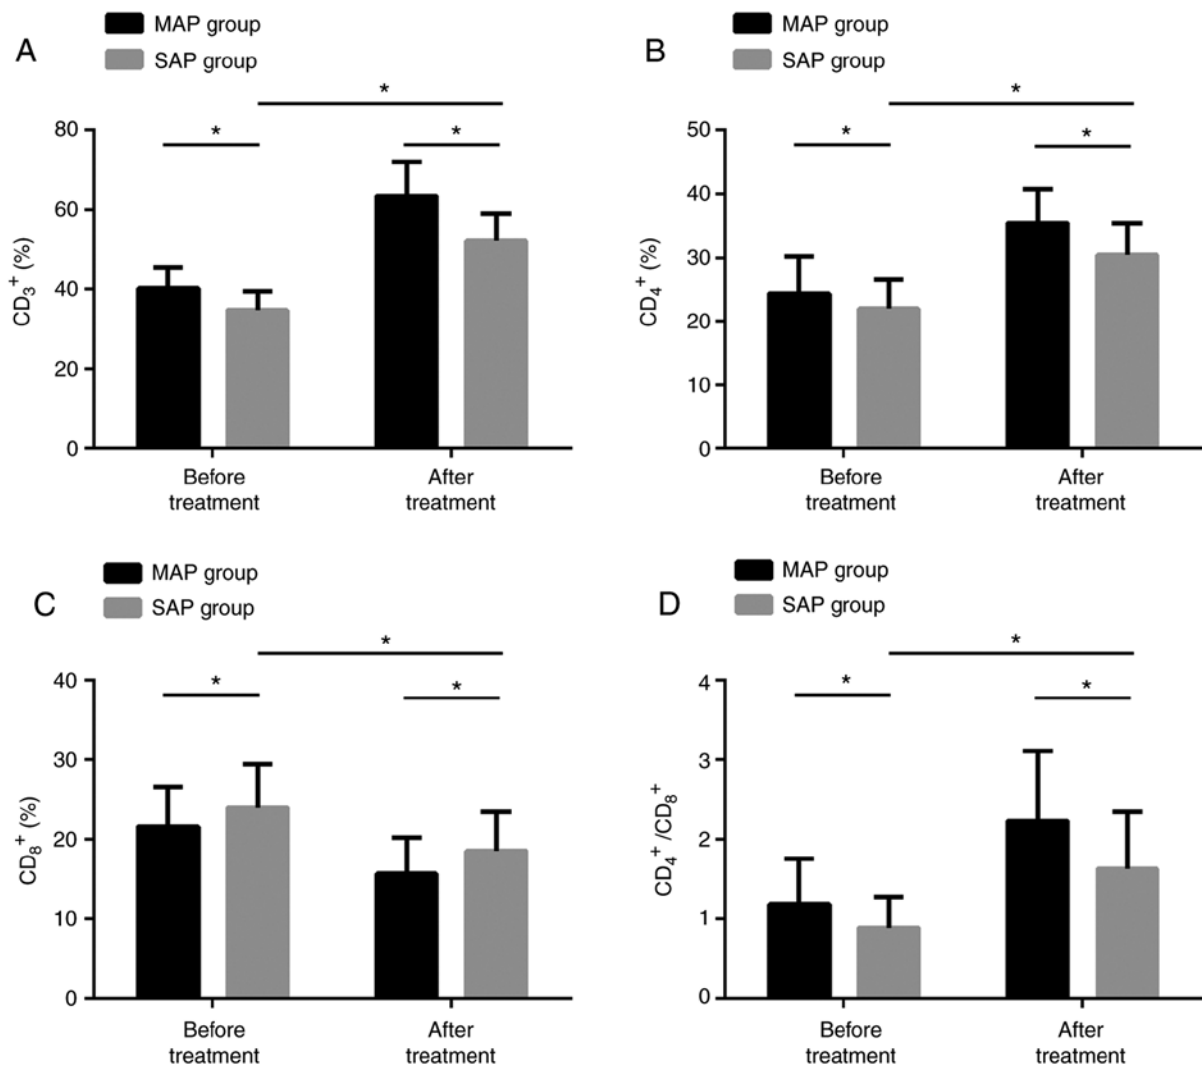 A
MAP group
SAP group
*
*
*
80
60
40
20
0
CD3+ (%)
Before
treatment
After
treatment
B
MAP group
SAP group
*
*
*
50
40
30
20
10
0
CD4+ (%)
Before
treatment
After
treatment
C
MAP group
SAP group
*
*
*
40
30
20
10
0
CD8+ (%)
Before
treatment
After
treatment
D
MAP group
SAP group
*
*
*
4
3
2
1
0
CD4+ /CD8+
Before
treatment
After
treatment